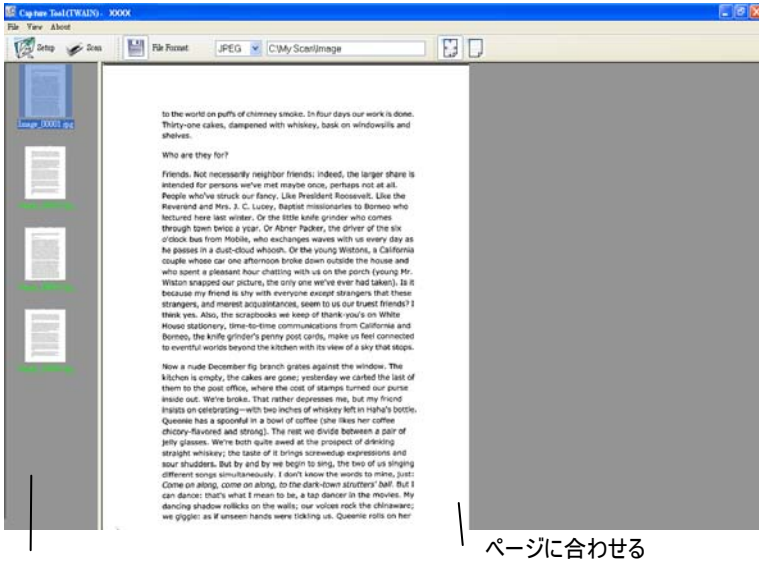 Capture Tool(TWAIN) - XXXX
File View About
Setup Scan File Format JPEG C:\My Scan\Image
Image_00001.jpg
to the world on puffs of chimney smoke. In four days our work is done.
Thirty-one cakes, dampened with whiskey, bask on windowsills and
shelves.
Who are they for?
Friends. Not necessarily neighbor friends: indeed, the larger share is
intended for persons we've met maybe once, perhaps not at all.
People who've struck our fancy. Like President Roosevelt. Like the
Reverend and Mrs. J. C. Lucey, Baptist missionaries to Borneo who
lectured here last winter. Or the little knife grinder who comes
through town twice a year. Or Abner Packer, the driver of the six
o'clock bus from Mobile, who exchanges waves with us every day as
he passes in a dust-cloud whoosh. Or the young Wistons, a California
couple whose car one afternoon broke down outside the house and
who spent a pleasant hour chatting with us on the porch (young Mr.
Wiston snapped our picture, the only one we've ever had taken). Is it
because my friend is shy with everyone except strangers that these
strangers, and merest acquaintances, seem to us our truest friends? I
think yes. Also, the scrapbooks we keep of thank-you's on White
House stationery, time-to-time communications from California and
Borneo, the knife grinder's penny post cards, make us feel connected
to eventful worlds beyond the kitchen with its view of a sky that stops.
Now a nude December fig branch grates against the window. The
kitchen is empty, the cakes are gone; yesterday we carted the last of
them to the post office, where the cost of stamps turned our purse
inside out. We're broke. That rather depresses me, but my friend
insists on celebrating—with two inches of whiskey left in Haha's bottle.
Queenie has a spoonful in a bowl of coffee (she likes her coffee
chicory-flavored and strong). The rest we divide between a pair of
jelly glasses. We're both quite awed at the prospect of drinking
straight whiskey; the taste of it brings screwedup expressions and
sour shudders. But by and by we begin to sing, the two of us singing
different songs simultaneously. I don't know the words to mine, just:
Come on along, come on along, to the dark-town strutters' ball. But I
can dance: that's what I mean to be, a tap dancer in the movies. My
dancing shadow rollicks on the walls; our voices rock the chinaware;
we giggle: as if unseen hands were tickling us. Queenie rolls on her
ページに合わせる